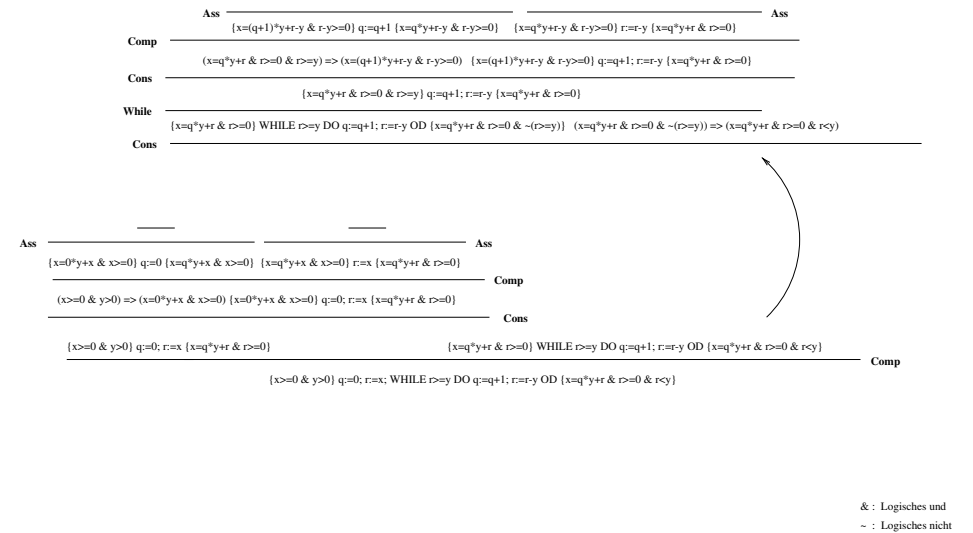 Ass Ass
{x=(q+1)*y+r-y & r-y>=0} q:=q+1 {x=q*y+r-y & r-y>=0} {x=q*y+r-y & r-y>=0} r:=r-y {x=q*y+r & r>=0}
Comp
(x=q*y+r & r>=0 & r>=y) => (x=(q+1)*y+r-y & r-y>=0) {x=(q+1)*y+r-y & r-y>=0} q:=q+1; r:=r-y {x=q*y+r & r>=0}
Cons
{x=q*y+r & r>=0 & r>=y} q:=q+1; r:=r-y {x=q*y+r & r>=0}
While
{x=q*y+r & r>=0} WHILE r>=y DO q:=q+1; r:=r-y OD {x=q*y+r & r>=0 & ~(r>=y)} (x=q*y+r & r>=0 & ~(r>=y)) => (x=q*y+r & r>=0 & r<y)
Cons
Ass Ass
{x=0*y+x & x>=0} q:=0 {x=q*y+x & x>=0} {x=q*y+x & x>=0} r:=x {x=q*y+r & r>=0}
Comp
(x>=0 & y>0) => (x=0*y+x & x>=0) {x=0*y+x & x>=0} q:=0; r:=x {x=q*y+r & r>=0}
Cons
{x>=0 & y>0} q:=0; r:=x {x=q*y+r & r>=0} {x=q*y+r & r>=0} WHILE r>=y DO q:=q+1; r:=r-y OD {x=q*y+r & r>=0 & r<y}
Comp
{x>=0 & y>0} q:=0; r:=x; WHILE r>=y DO q:=q+1; r:=r-y OD {x=q*y+r & r>=0 & r<y}
& : Logisches und
~ : Logisches nicht